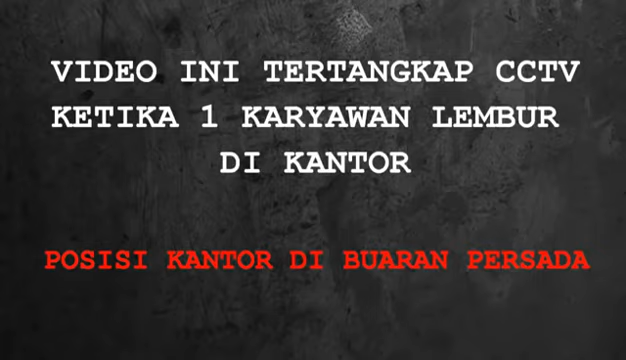 VIDEO INI TERTANGKAP CCTV
KETIKA 1 KARYAWAN LEMBUR
DI KANTOR
POSISI KANTOR DI BUARAN PERSADA